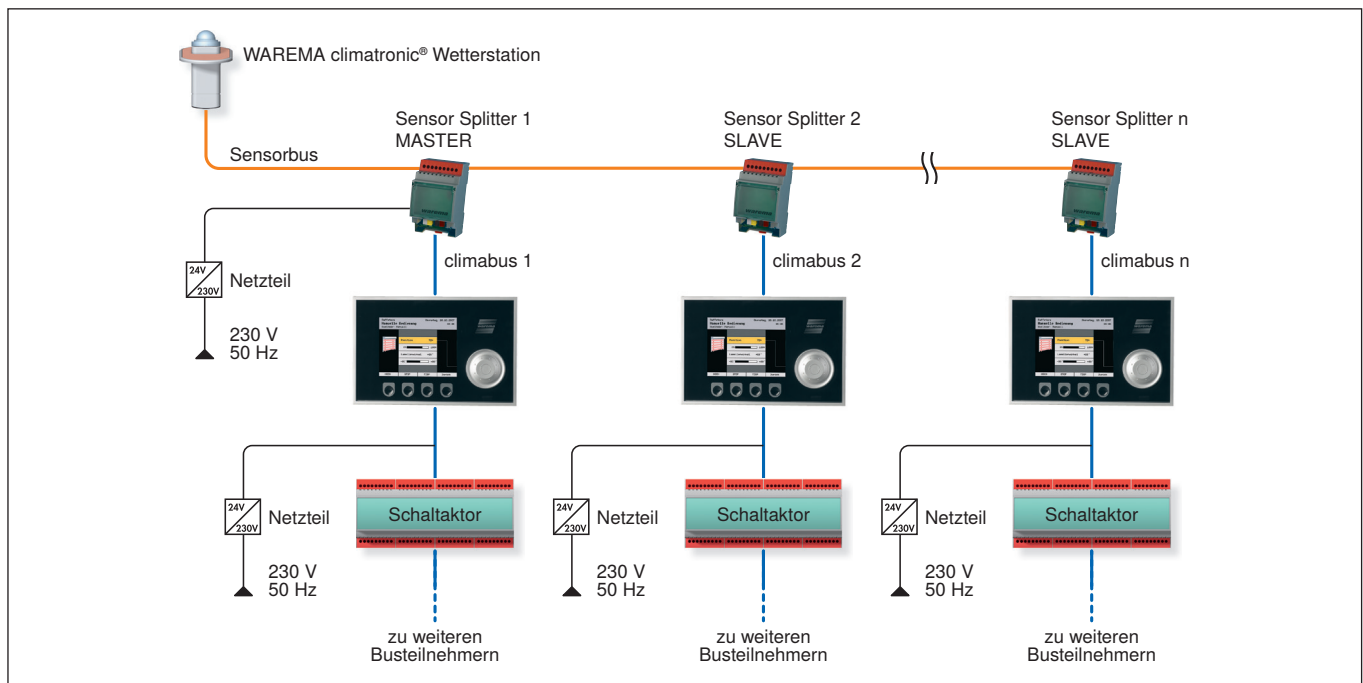 WAREMA climatronic® Wetterstation
Sensorbus
Sensor Splitter 1
MASTER
Sensor Splitter 2
SLAVE
Sensor Splitter n
SLAVE
24V
230V
Netzteil
230 V
50 Hz
climabus 1
climabus 2
climabus n
24V
230V
Netzteil
230 V
50 Hz
Schaltaktor
24V
230V
Netzteil
230 V
50 Hz
Schaltaktor
24V
230V
Netzteil
230 V
50 Hz
Schaltaktor
zu weiteren
Busteilnehmern
zu weiteren
Busteilnehmern
zu weiteren
Busteilnehmern